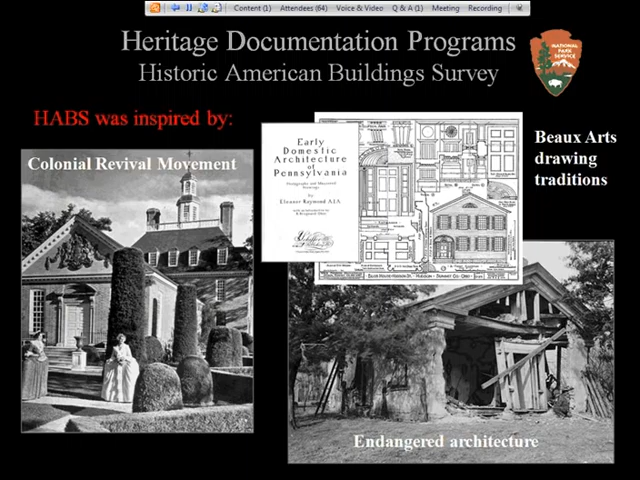 Content (1) Attendees (64) Voice & Video Q & A (1) Meeting Recording
Heritage Documentation Programs
Historic American Buildings Survey
NATIONAL
PARK
SERVICE
HABS was inspired by:
Colonial Revival Movement
Early
Domestic
Architecture
of
Pennsylvania
Eleanor Raymond A.I.A.
Beaux Arts
drawing
traditions
Endangered architecture